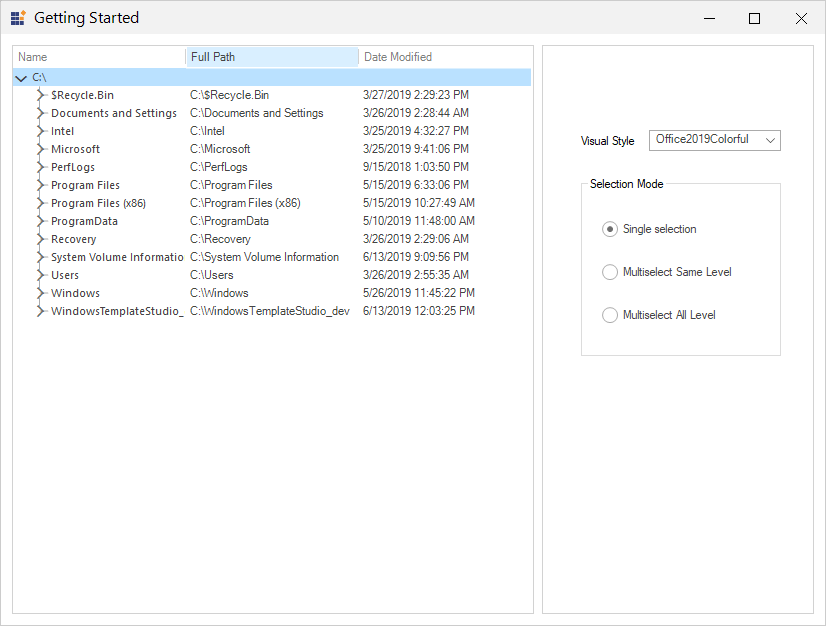 Getting Started
Name Full Path Date Modified
C:\
$Recycle.Bin C:\$Recycle.Bin 3/27/2019 2:29:23 PM
Documents and Settings C:\Documents and Settings 3/26/2019 2:28:44 AM
Intel C:\Intel 3/25/2019 4:32:27 PM
Microsoft C:\Microsoft 3/25/2019 9:41:06 PM
PerfLogs C:\PerfLogs 9/15/2018 1:03:50 PM
Program Files C:\Program Files 5/15/2019 6:33:06 PM
Program Files (x86) C:\Program Files (x86) 5/15/2019 10:27:49 AM
ProgramData C:\ProgramData 5/10/2019 11:48:00 AM
Recovery C:\Recovery 3/26/2019 2:29:06 AM
System Volume Informatio C:\System Volume Information 6/13/2019 9:09:56 PM
Users C:\Users 3/26/2019 2:55:35 AM
Windows C:\Windows 5/26/2019 11:45:22 PM
WindowsTemplateStudio_ C:\WindowsTemplateStudio_dev 6/13/2019 12:03:25 PM
Visual Style Office2019Colorful
Selection Mode
Single selection
Multiselect Same Level
Multiselect All Level